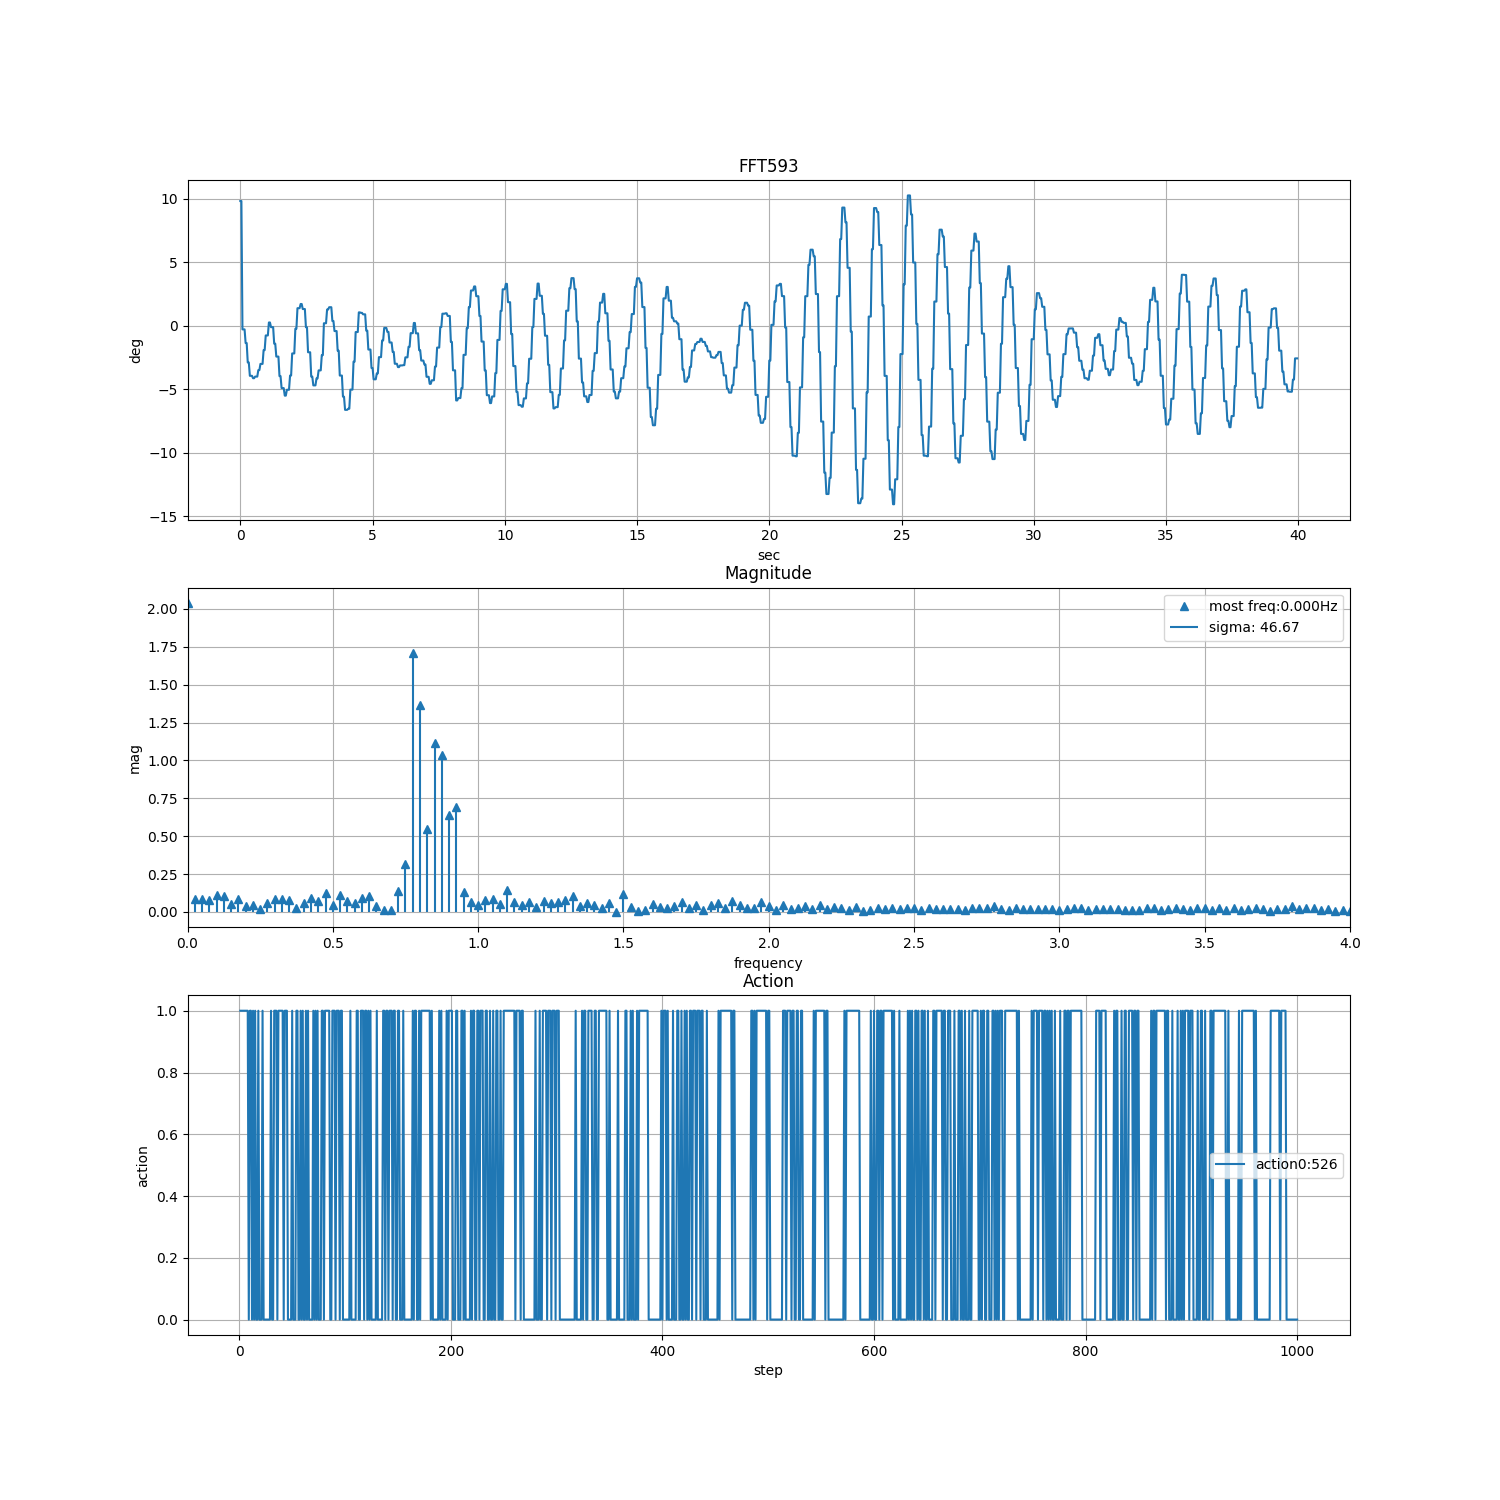 FFT593
10
5
0
−5
−10
−15
deg
0 5 10 15 20 25 30 35 40
sec
Magnitude
2.00
1.75
1.50
1.25
1.00
0.75
0.50
0.25
0.00
mag
most freq:0.000Hz
sigma: 46.67
0.0 0.5 1.0 1.5 2.0 2.5 3.0 3.5 4.0
frequency
Action
1.0
0.8
0.6
0.4
0.2
0.0
action
action0:526
0 200 400 600 800 1000
step